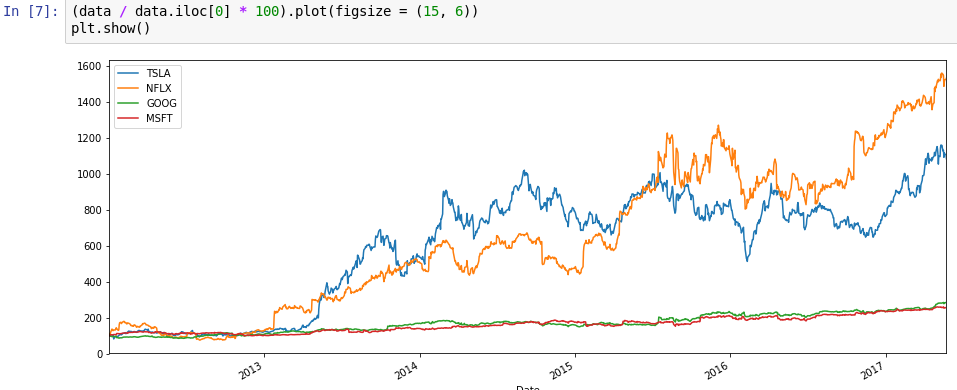 In [7]: (data / data.iloc[0] * 100).plot(figsize = (15, 6))
plt.show()
1600
TSLA
NFLX
GOOG
MSFT
1400
1200
1000
800
600
400
200
0
2013
2014
2015
2016
2017
Date